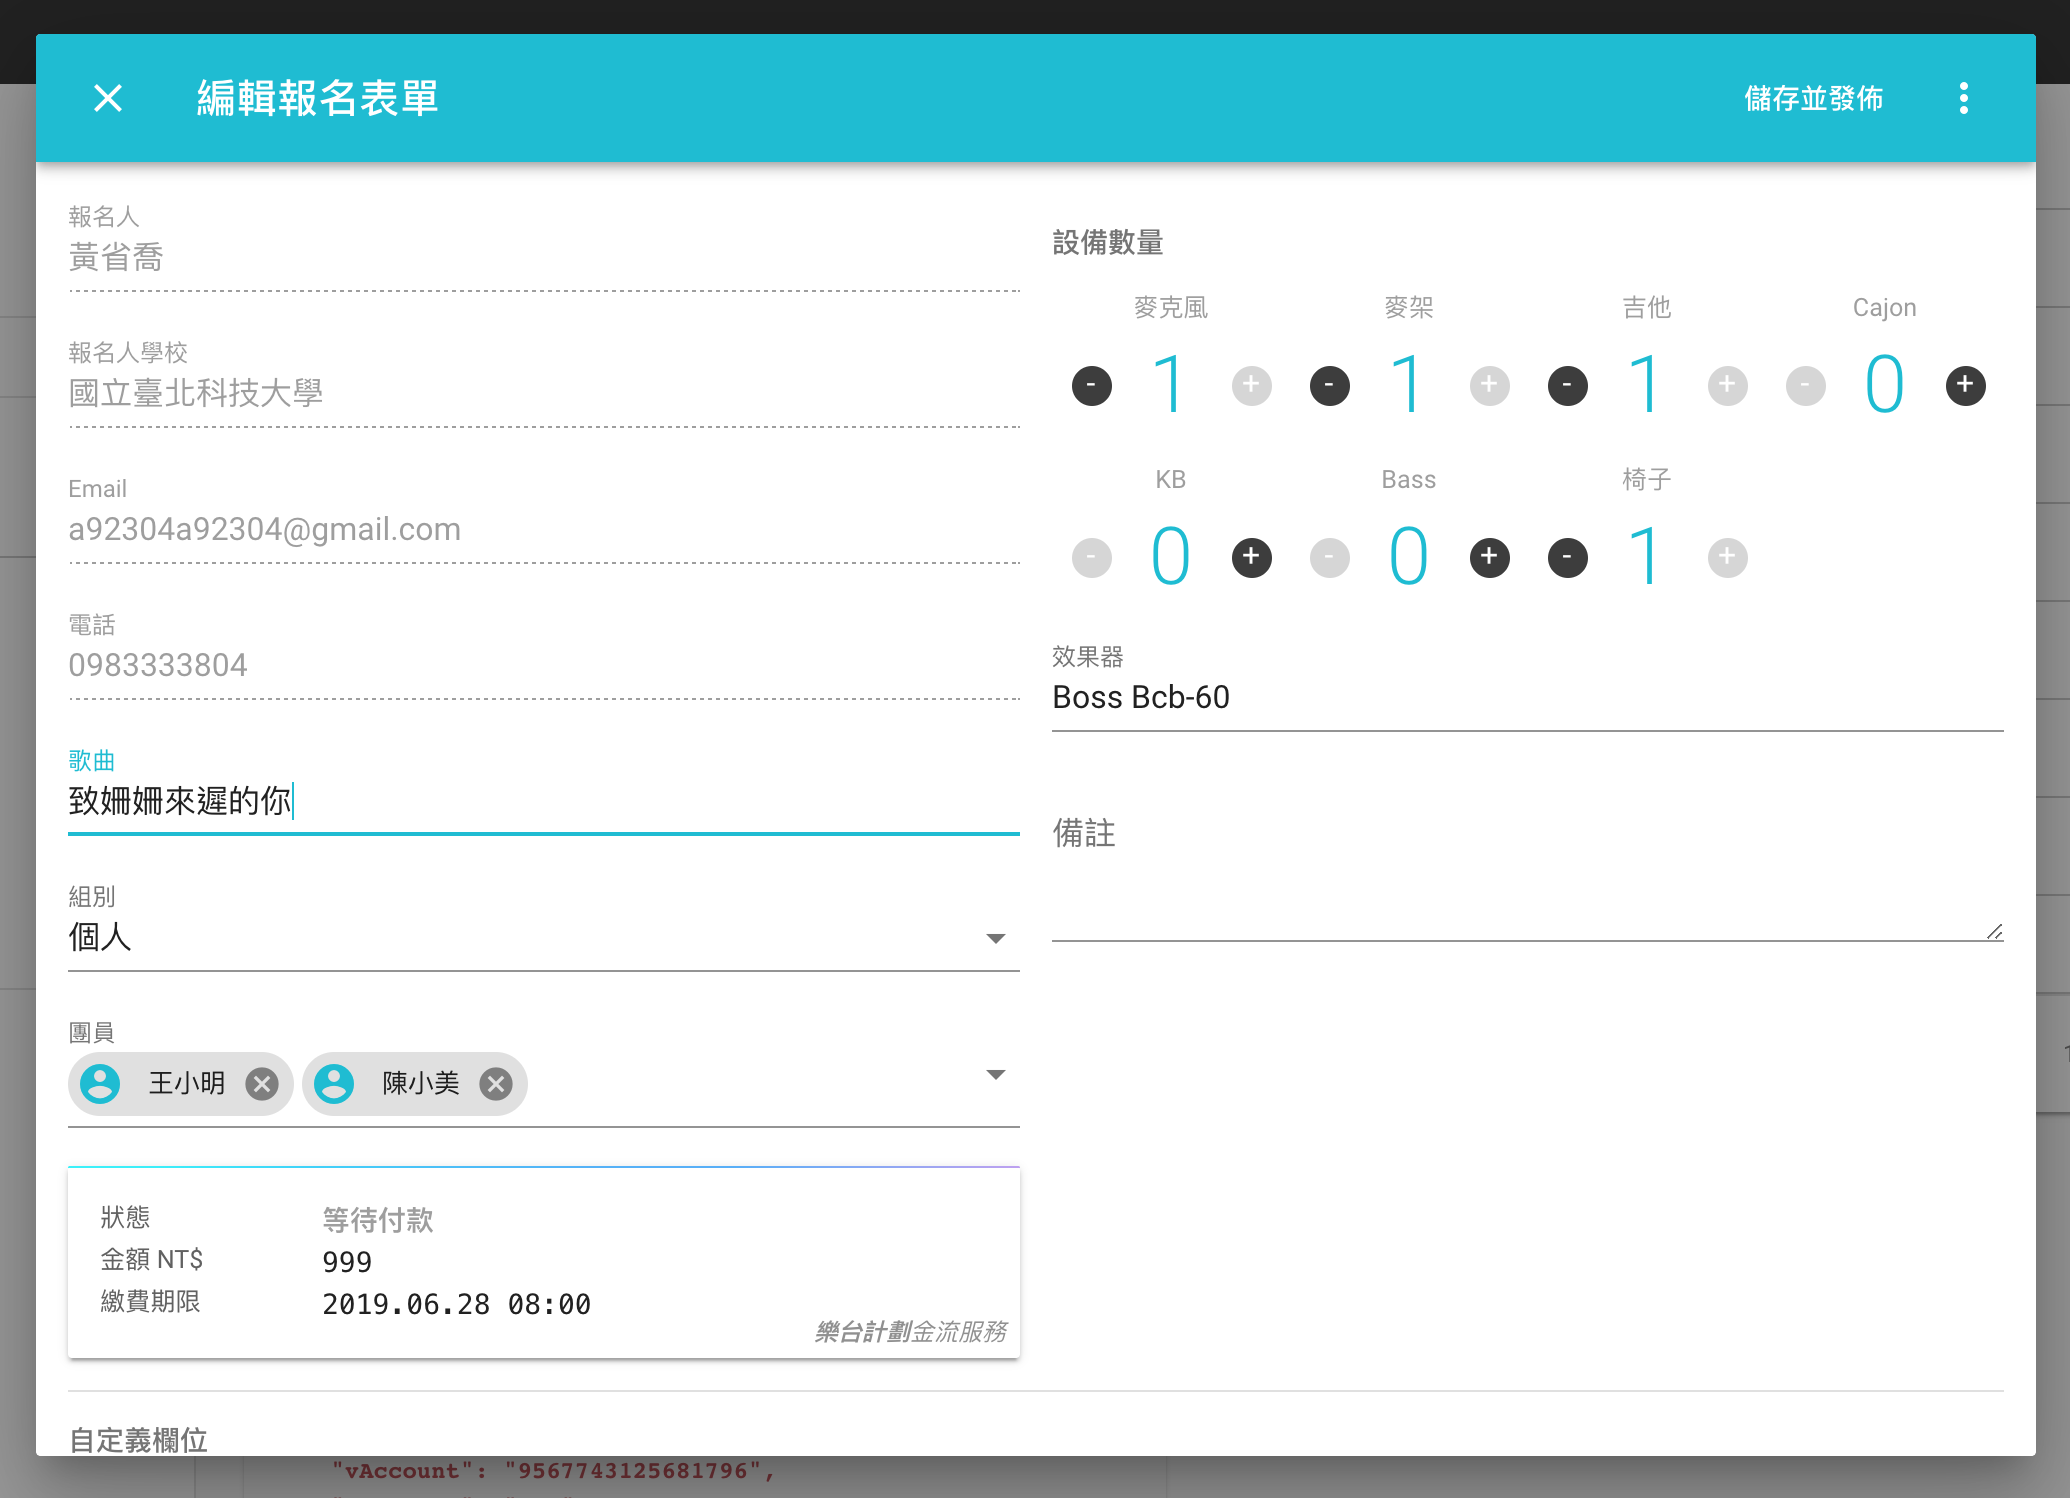 編輯報名表單
儲存並發佈
報名人
黃省喬
報名人學校
國立臺北科技大學
Email
a92304a92304@gmail.com
電話
0983333804
歌曲
致姍姍來遲的你
組別
個人
團員
王小明 陳小美
狀態 等待付款
金額 NT$ 999
繳費期限 2019.06.28 08:00
樂台計劃金流服務
設備數量
麥克風 麥架 吉他 Cajon
- 1 + - 1 + - 1 + - 0 +
KB Bass 椅子
- 0 + - 0 + - 1 +
效果器
Boss Bcb-60
備註
自定義欄位
"vAccount": "9567743125681796",